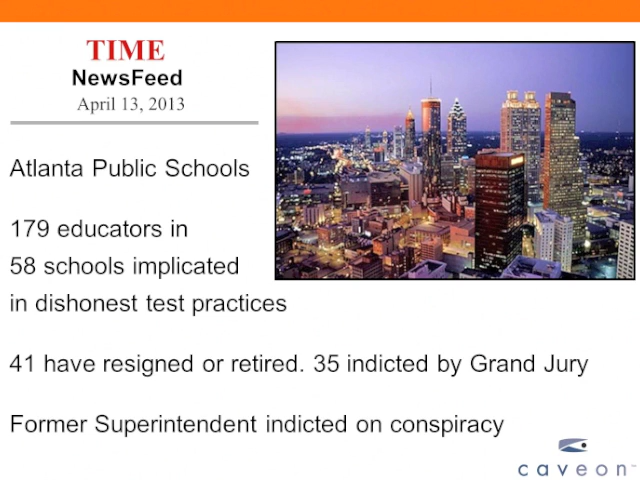 TIME
NewsFeed
April 13, 2013
Atlanta Public Schools
179 educators in
58 schools implicated
in dishonest test practices
41 have resigned or retired. 35 indicted by Grand Jury
Former Superintendent indicted on conspiracy
caveon™